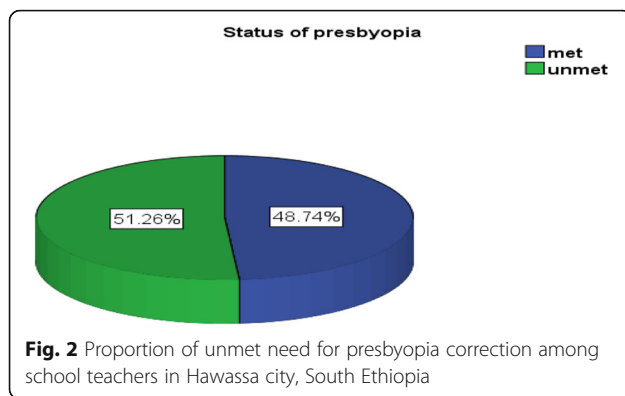 Status of presbyopia
met
unmet
51.26%
48.74%
Fig. 2 Proportion of unmet need for presbyopia correction among
school teachers in Hawassa city, South Ethiopia